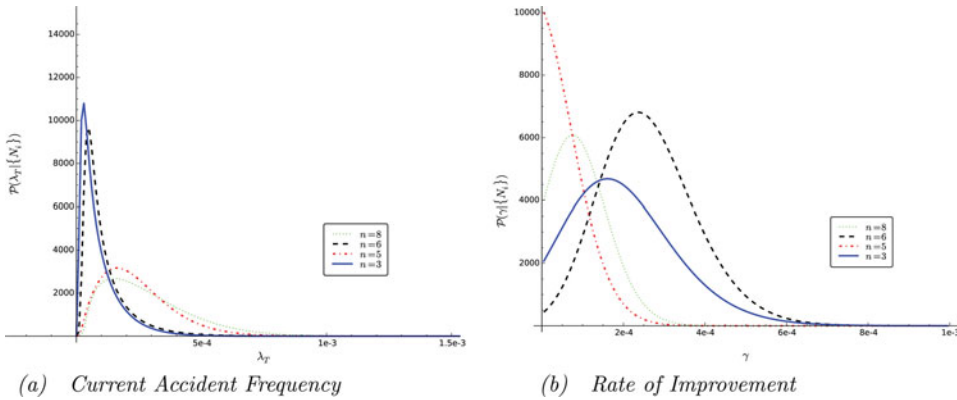 14000
12000
10000
8000
6000
4000
2000
P(λ_T|{N_i})
n=8
n=6
n=5
n=3
5e-4
1e-3
1.5e-3
λ_T
(a) Current Accident Frequency
10000
8000
6000
4000
2000
P(γ|{N_i})
n=8
n=6
n=5
n=3
2e-4
4e-4
6e-4
8e-4
1e-3
γ
(b) Rate of Improvement